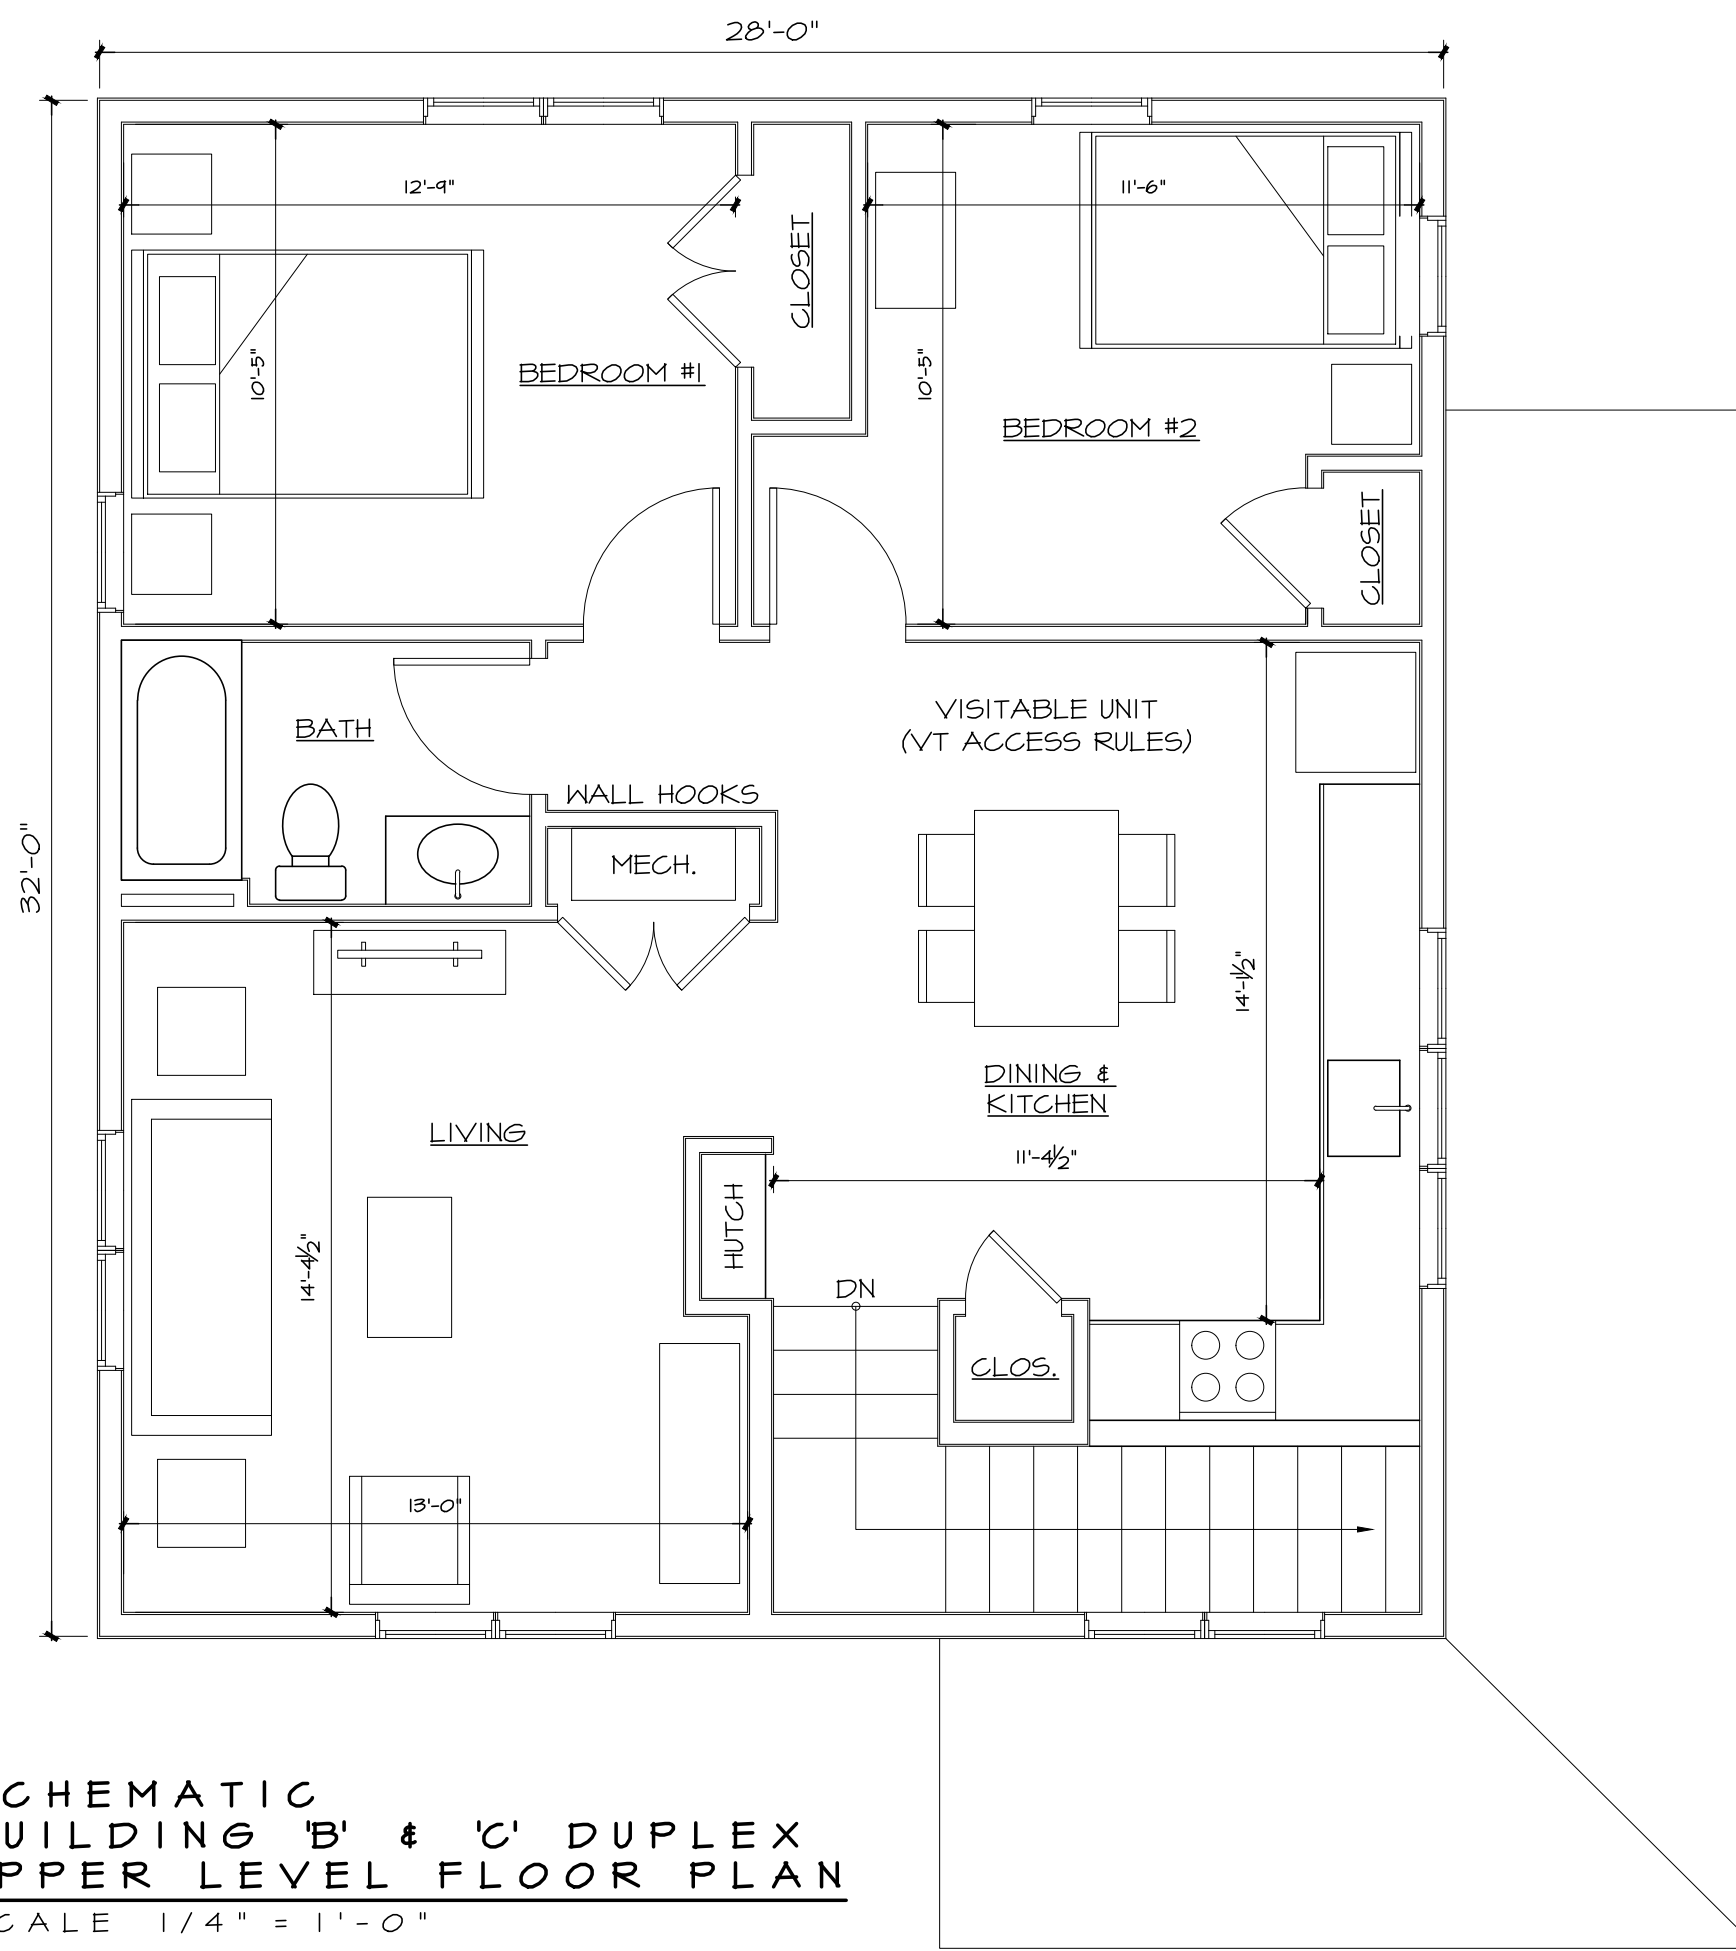 28'-0"
12'-9"
11'-6"
CLOSET
10'-5"
BEDROOM #1
10'-5"
BEDROOM #2
CLOSET
VISITABLE UNIT
(VT ACCESS RULES)
BATH
WALL HOOKS
MECH.
32'-0"
14'-1½"
DINING &
KITCHEN
LIVING
11'-4½"
HUTCH
14'-4½"
DN
CLOS.
13'-0"
CHEMATIC
UILDING 'B' & 'C' DUPLEX
PPER LEVEL FLOOR PLAN
CALE 1/4" = 1'-0"